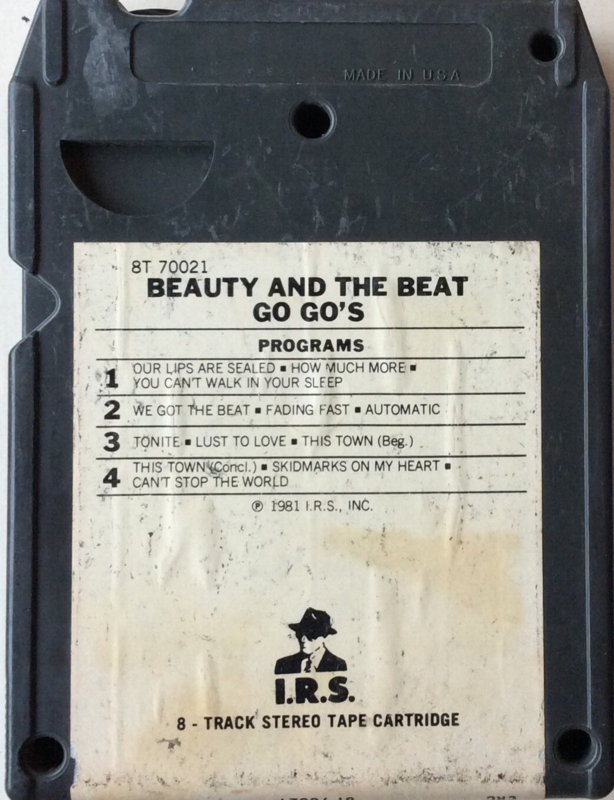 MADE IN USA
8T 70021
BEAUTY AND THE BEAT
GO GO'S
PROGRAMS
1 OUR LIPS ARE SEALED ▪ HOW MUCH MORE ▪
YOU CAN'T WALK IN YOUR SLEEP
2 WE GOT THE BEAT ▪ FADING FAST ▪ AUTOMATIC
3 TONITE ▪ LUST TO LOVE ▪ THIS TOWN (Beg.)
4 THIS TOWN (Concl.) ▪ SKIDMARKS ON MY HEART ▪
CAN'T STOP THE WORLD
℗ 1981 I.R.S., INC.
I.R.S.
8 - TRACK STEREO TAPE CARTRIDGE